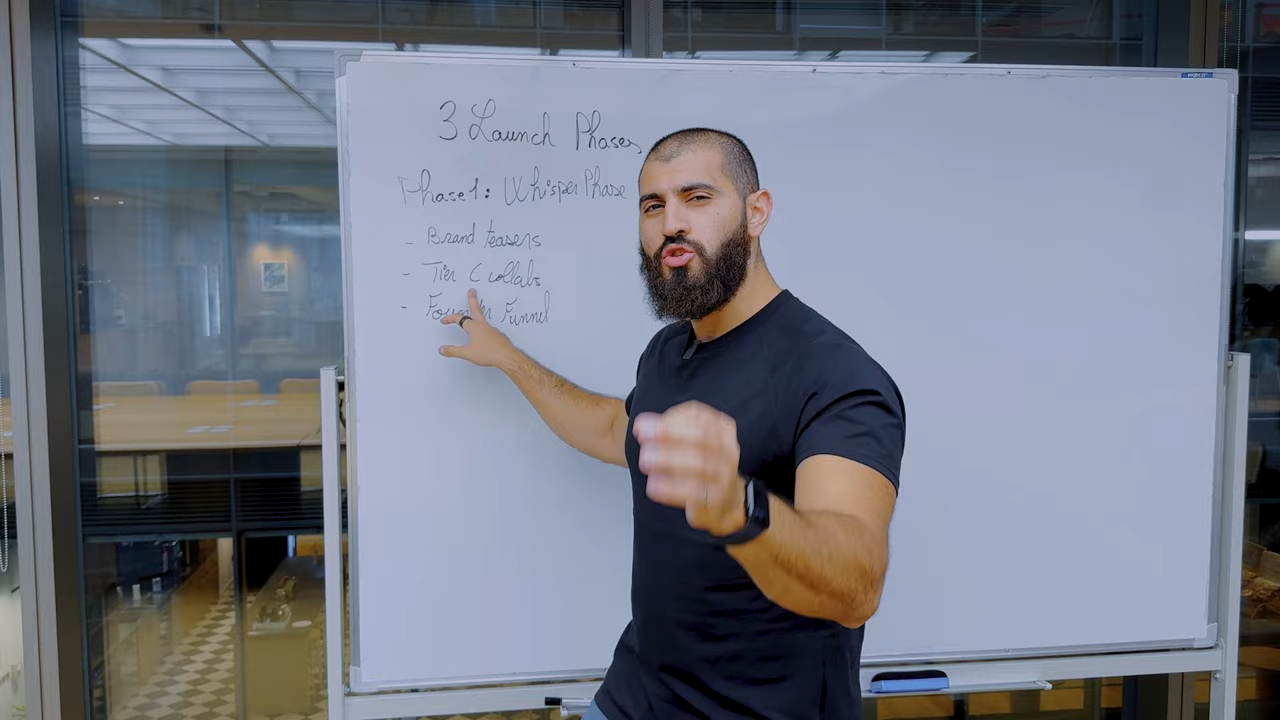 3 Launch Phases
Phase 1: Whisper Phase
- Brand teasers
- Tier C collabs
- Funnel